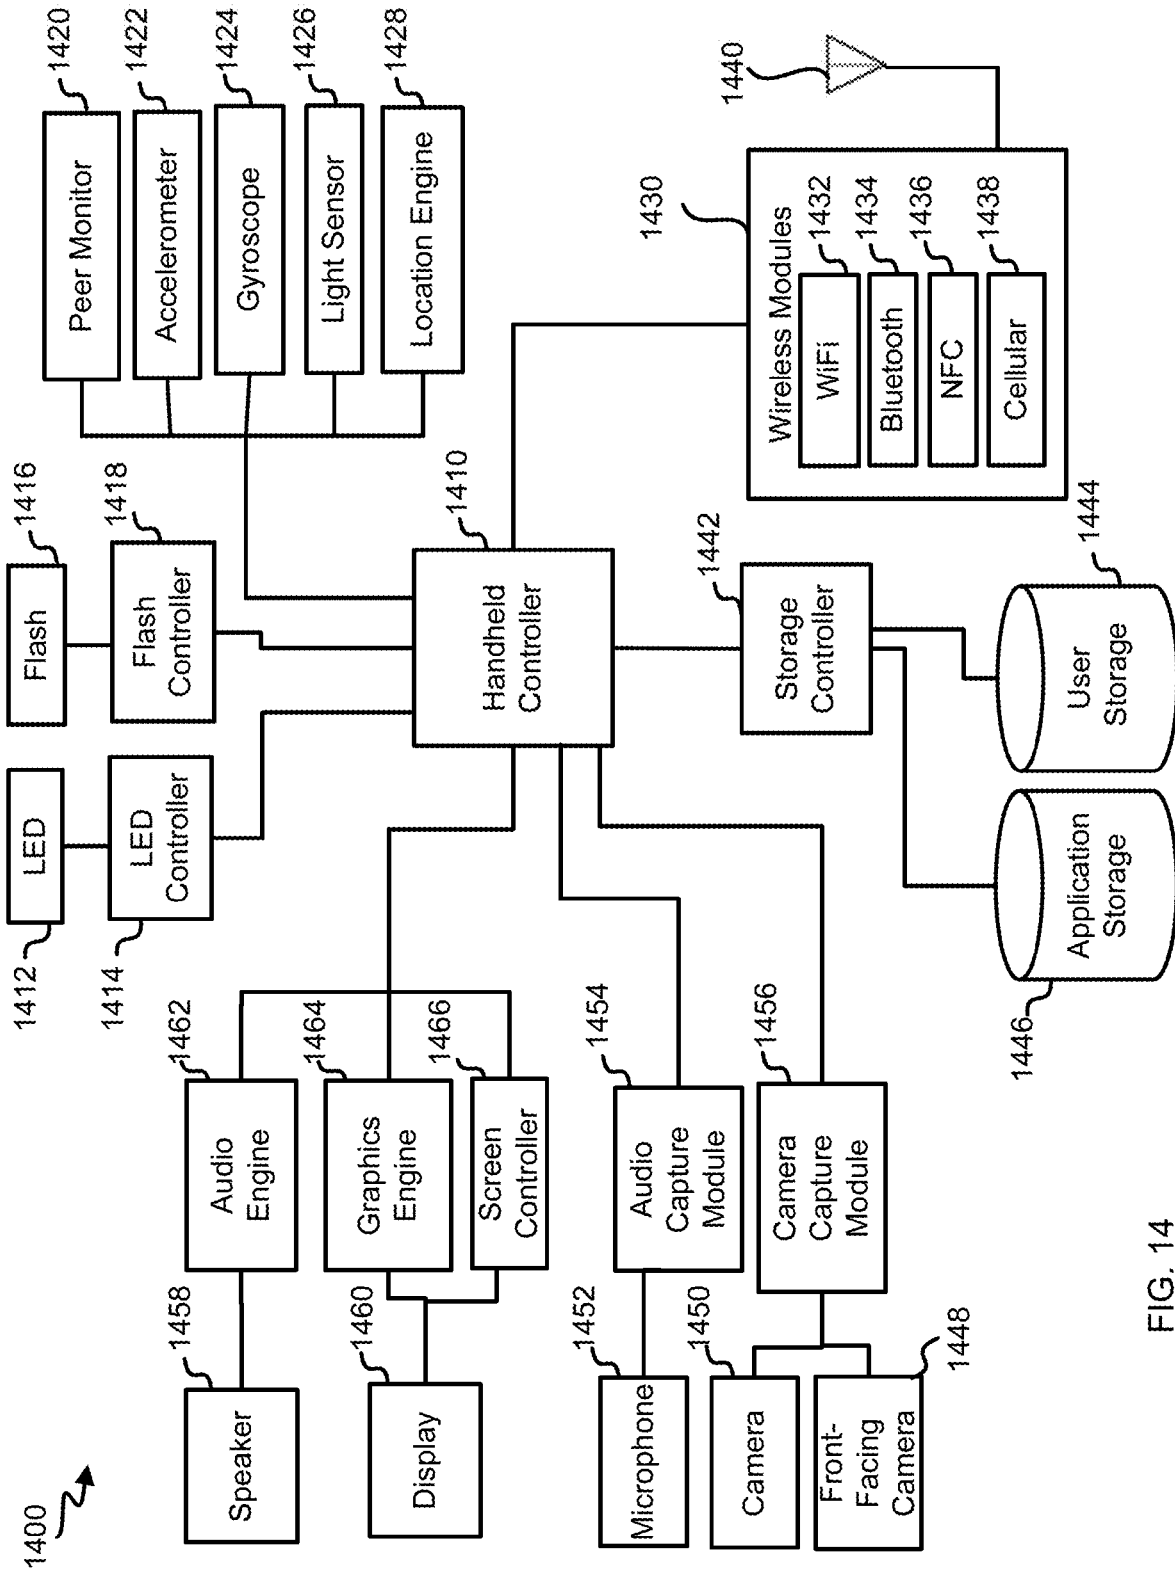 1400
Speaker
1458
Display
1460
Microphone
1452
Camera
1450
Front-
Facing
Camera
1448
Audio
Engine
1462
Graphics
Engine
1464
Screen
Controller
1466
Audio
Capture
Module
1454
Camera
Capture
Module
1456
LED
1412
LED
Controller
1414
Flash
1416
Flash
Controller
1418
Handheld
Controller
1410
Storage
Controller
1442
Application
Storage
1446
User
Storage
1444
Peer Monitor
1420
Accelerometer
1422
Gyroscope
1424
Light Sensor
1426
Location Engine
1428
Wireless Modules
1430
WiFi
1432
Bluetooth
1434
NFC
1436
Cellular
1438
1440
FIG. 14